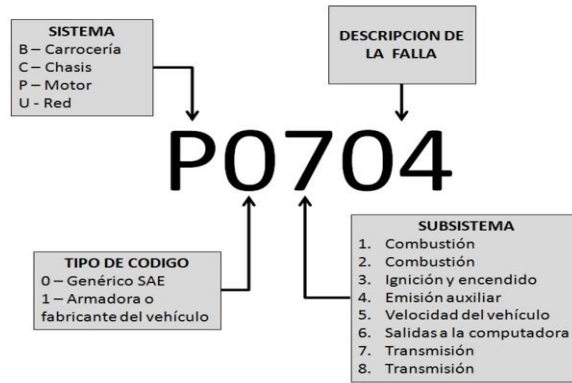 SISTEMA
B – Carrocería
C – Chasis
P – Motor
U - Red
DESCRIPCION DE
LA FALLA
P0704
TIPO DE CODIGO
0 – Genérico SAE
1 – Armadora o
fabricante del vehículo
SUBSISTEMA
1. Combustión
2. Combustión
3. Ignición y encendido
4. Emisión auxiliar
5. Velocidad del vehículo
6. Salidas a la computadora
7. Transmisión
8. Transmisión